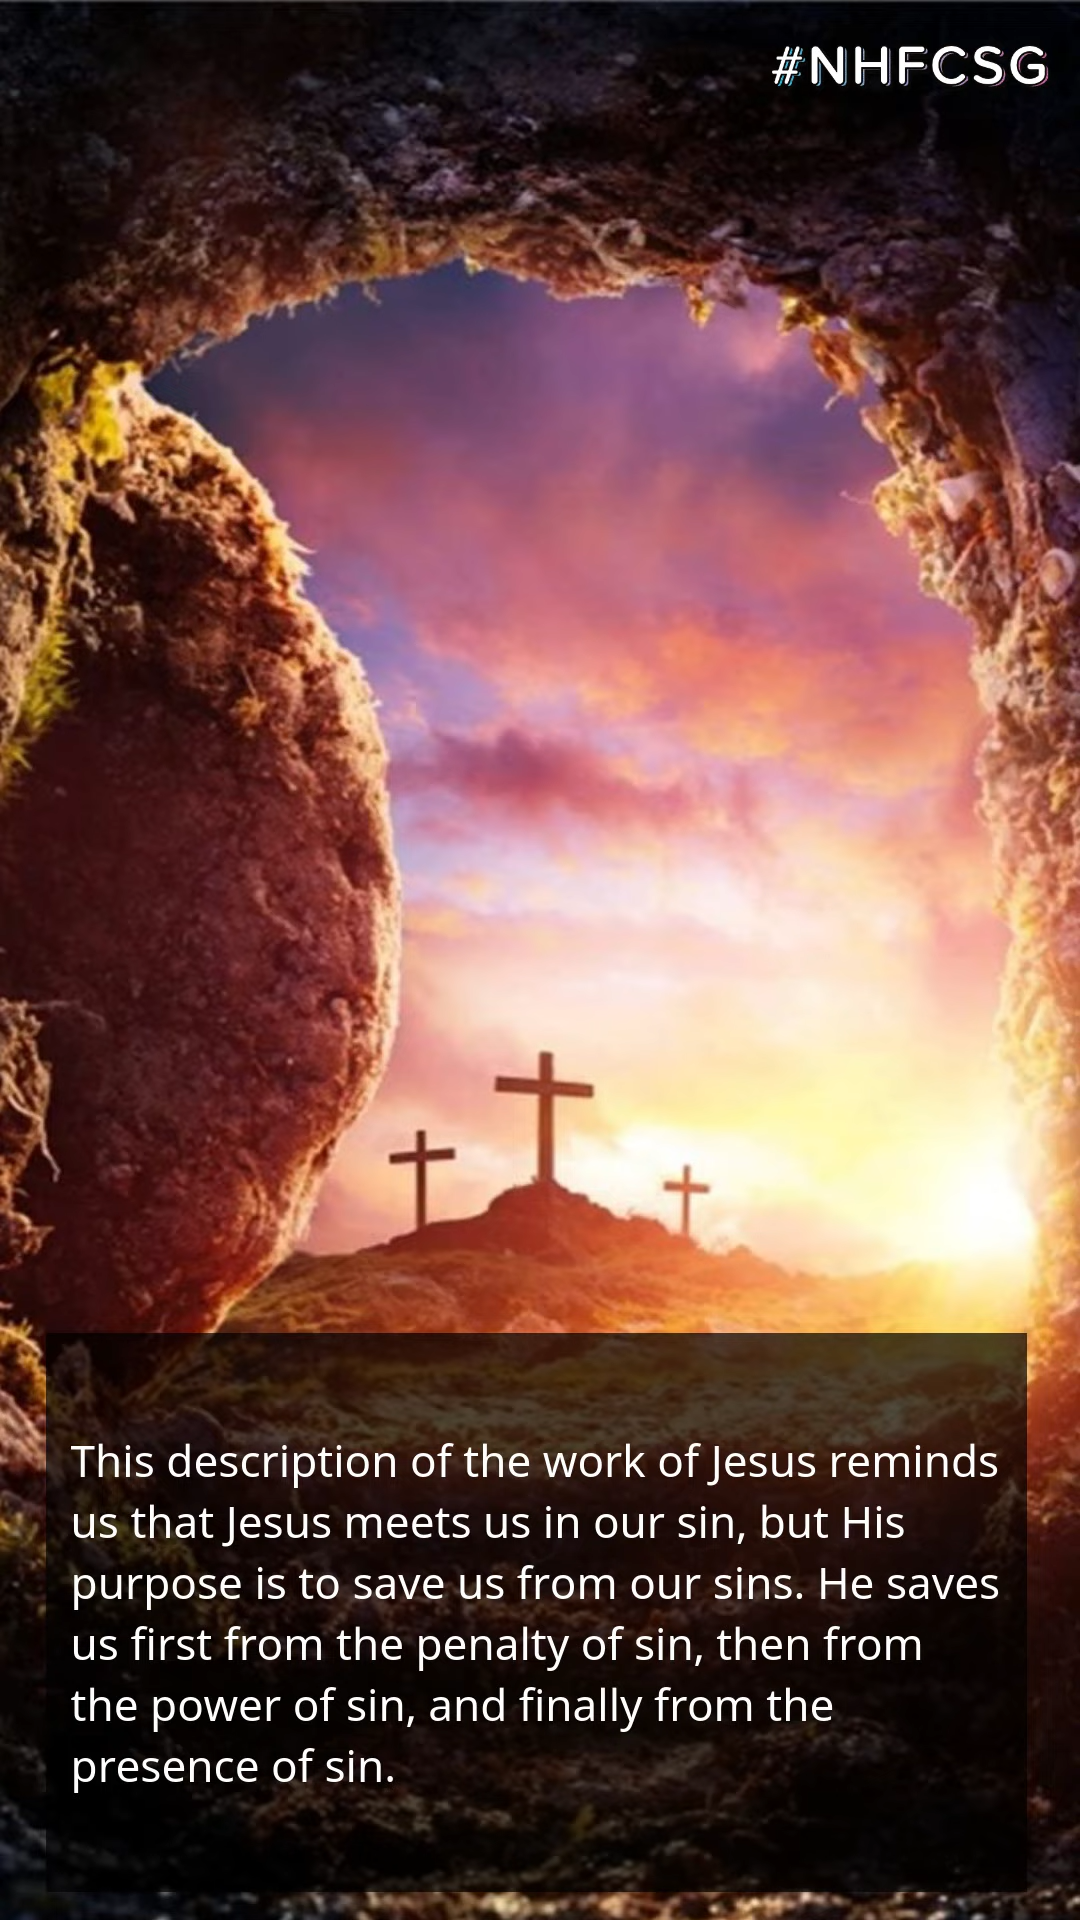 #NHFCSG
This description of the work of Jesus reminds
us that Jesus meets us in our sin, but His
purpose is to save us from our sins. He saves
us first from the penalty of sin, then from
the power of sin, and finally from the
presence of sin.